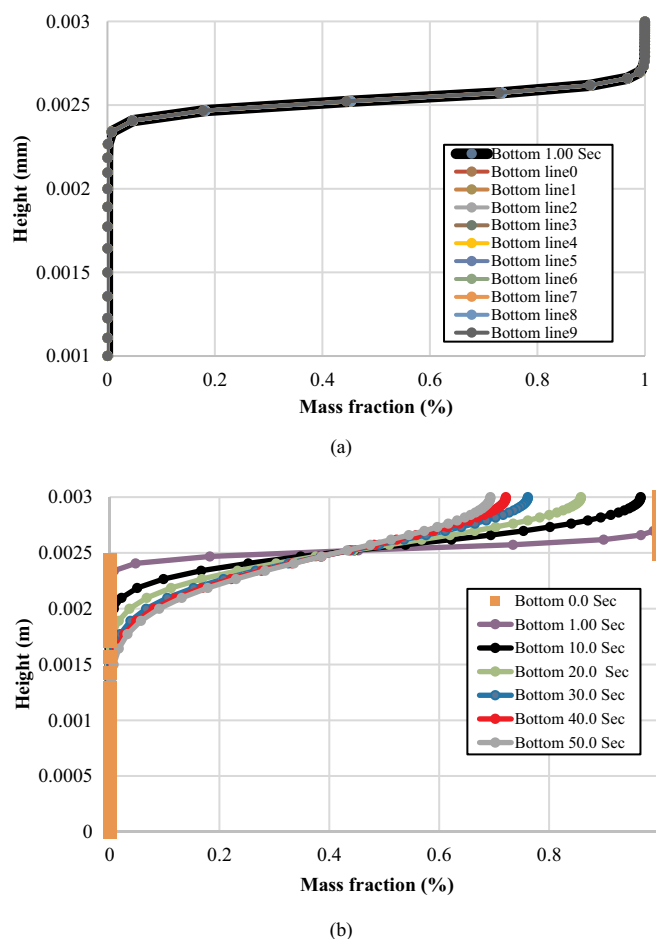 0.003
0.0025
0.002
0.0015
0.001
Height (mm)
Bottom 1.00 Sec
Bottom line0
Bottom line1
Bottom line2
Bottom line3
Bottom line4
Bottom line5
Bottom line6
Bottom line7
Bottom line8
Bottom line9
0 0.2 0.4 0.6 0.8 1
Mass fraction (%)
(a)
0.003
0.0025
0.002
0.0015
0.001
0.0005
0
Height (m)
Bottom 0.0 Sec
Bottom 1.00 Sec
Bottom 10.0 Sec
Bottom 20.0 Sec
Bottom 30.0 Sec
Bottom 40.0 Sec
Bottom 50.0 Sec
0 0.2 0.4 0.6 0.8
Mass fraction (%)
(b)